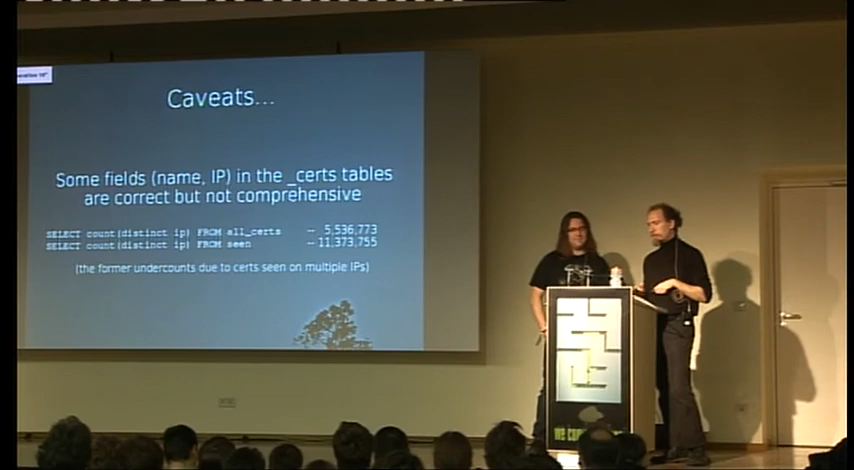 Caveats...
Some fields (name, IP) in the _certs tables
are correct but not comprehensive
SELECT count(distinct ip) FROM all_certs -- 5,536,773
SELECT count(distinct ip) FROM seen -- 11,373,755
(the former undercounts due to certs seen on multiple IPs)
we